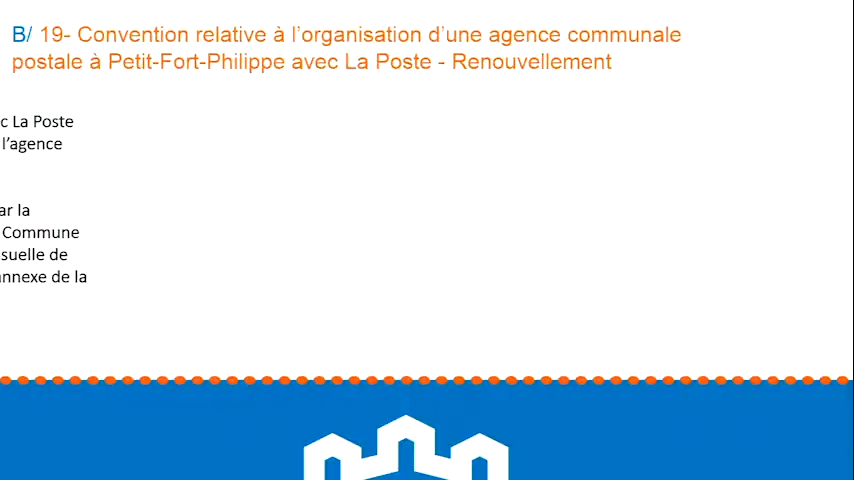 B/ 19- Convention relative à l’organisation d’une agence communale
postale à Petit-Fort-Philippe avec La Poste - Renouvellement
c La Poste
l’agence
ar la
Commune
suelle de
nnexe de la